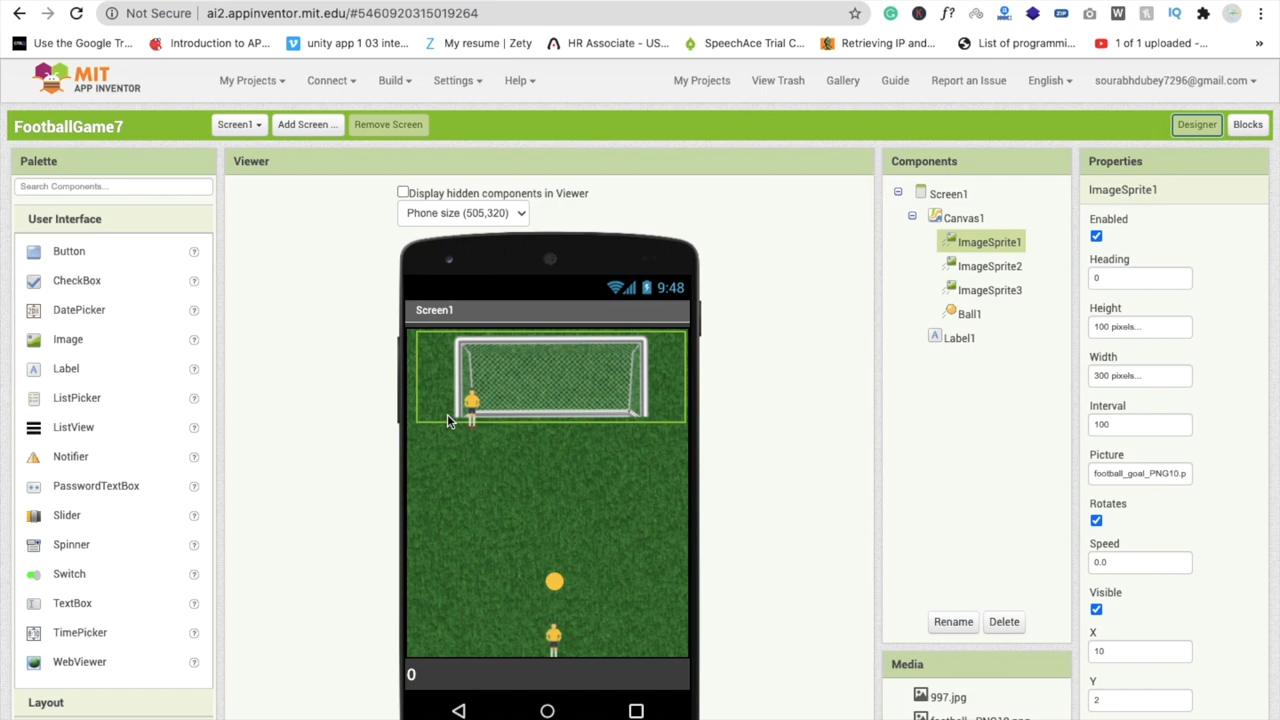 Not Secure | ai2.appinventor.mit.edu/#5460920315019264
Use the Google Tr... Introduction to AP... unity app 1 03 inte... My resume | Zety HR Associate - US... SpeechAce Trial C... Retrieving IP and... List of programmi... 1 of 1 uploaded -... »
MIT
APP INVENTOR
My Projects Connect Build Settings Help My Projects View Trash Gallery Guide Report an Issue English sourabhdubey7296@gmail.com
FootballGame7 Screen1 Add Screen ... Remove Screen Designer Blocks
Palette Viewer Components Properties
Search Components...
User Interface
Button ?
CheckBox ?
DatePicker ?
Image ?
Label ?
ListPicker ?
ListView ?
Notifier ?
PasswordTextBox ?
Slider ?
Spinner ?
Switch ?
TextBox ?
TimePicker ?
WebViewer ?
Layout
Display hidden components in Viewer
Phone size (505,320)
9:48
Screen1
0
Screen1
Canvas1
ImageSprite1
ImageSprite2
ImageSprite3
Ball1
Label1
Rename Delete
Media
997.jpg
ImageSprite1
Enabled
Heading
0
Height
100 pixels...
Width
300 pixels...
Interval
100
Picture
football_goal_PNG10.p
Rotates
Speed
0.0
Visible
X
10
Y
2